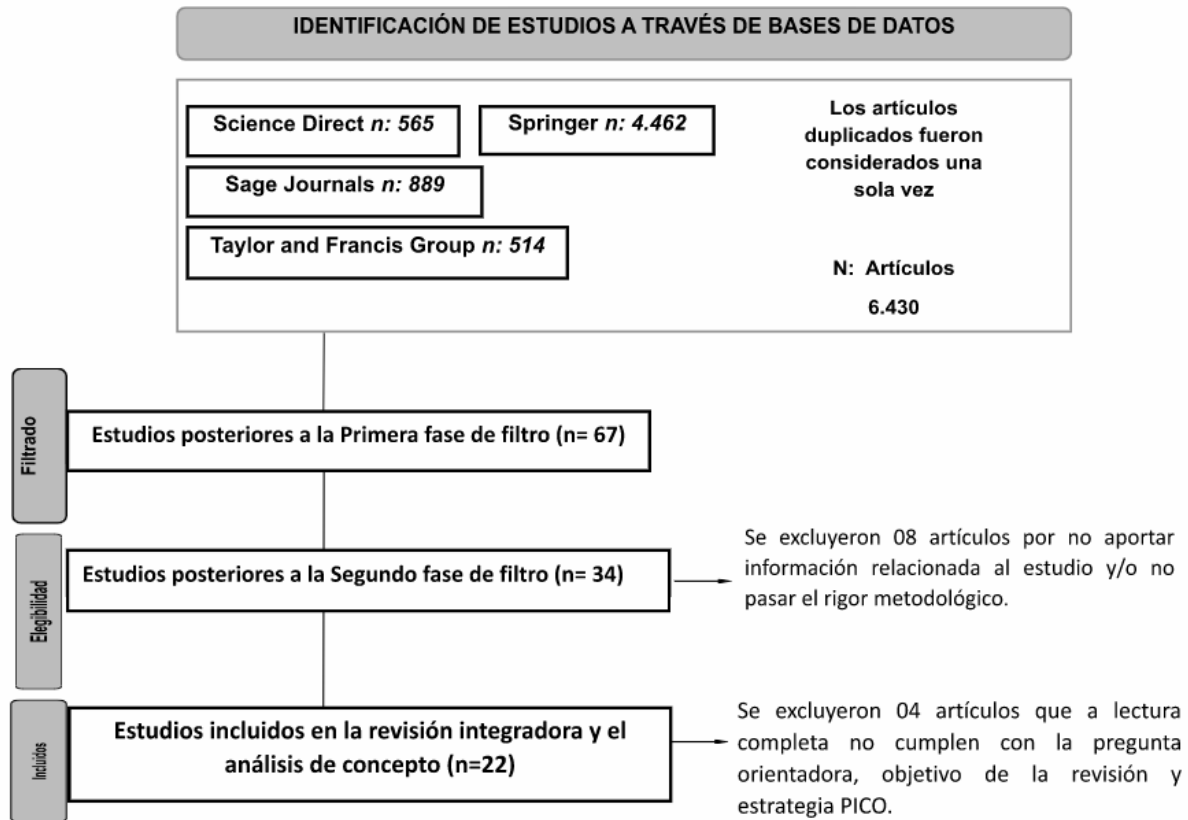 IDENTIFICACIÓN DE ESTUDIOS A TRAVÉS DE BASES DE DATOS
Science Direct n: 565
Springer n: 4.462
Sage Journals n: 889
Taylor and Francis Group n: 514
Los artículos
duplicados fueron
considerados una
sola vez
N: Artículos
6.430
Filtrado
Estudios posteriores a la Primera fase de filtro (n= 67)
Elegibilidad
Estudios posteriores a la Segundo fase de filtro (n= 34)
Se excluyeron 08 artículos por no aportar
información relacionada al estudio y/o no
pasar el rigor metodológico.
Incluidos
Estudios incluidos en la revisión integradora y el
análisis de concepto (n=22)
Se excluyeron 04 artículos que a lectura
completa no cumplen con la pregunta
orientadora, objetivo de la revisión y
estrategia PICO.